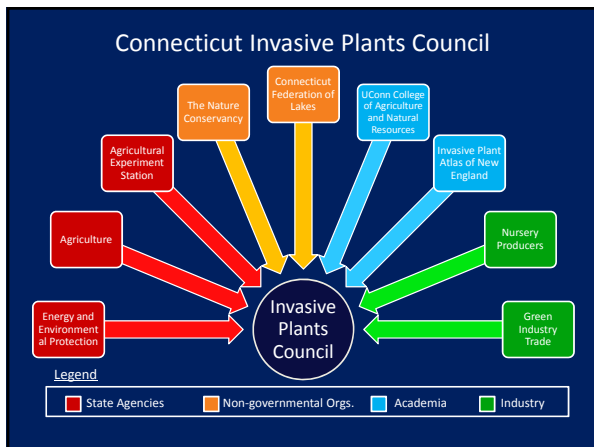 Connecticut Invasive Plants Council
Connecticut
Federation of
Lakes
The Nature
Conservancy
UConn College
of Agriculture
and Natural
Resources
Agricultural
Experiment
Station
Invasive Plant
Atlas of New
England
Agriculture
Nursery
Producers
Energy and
Environment
al Protection
Invasive
Plants
Council
Green
Industry
Trade
Legend
State Agencies
Non-governmental Orgs.
Academia
Industry